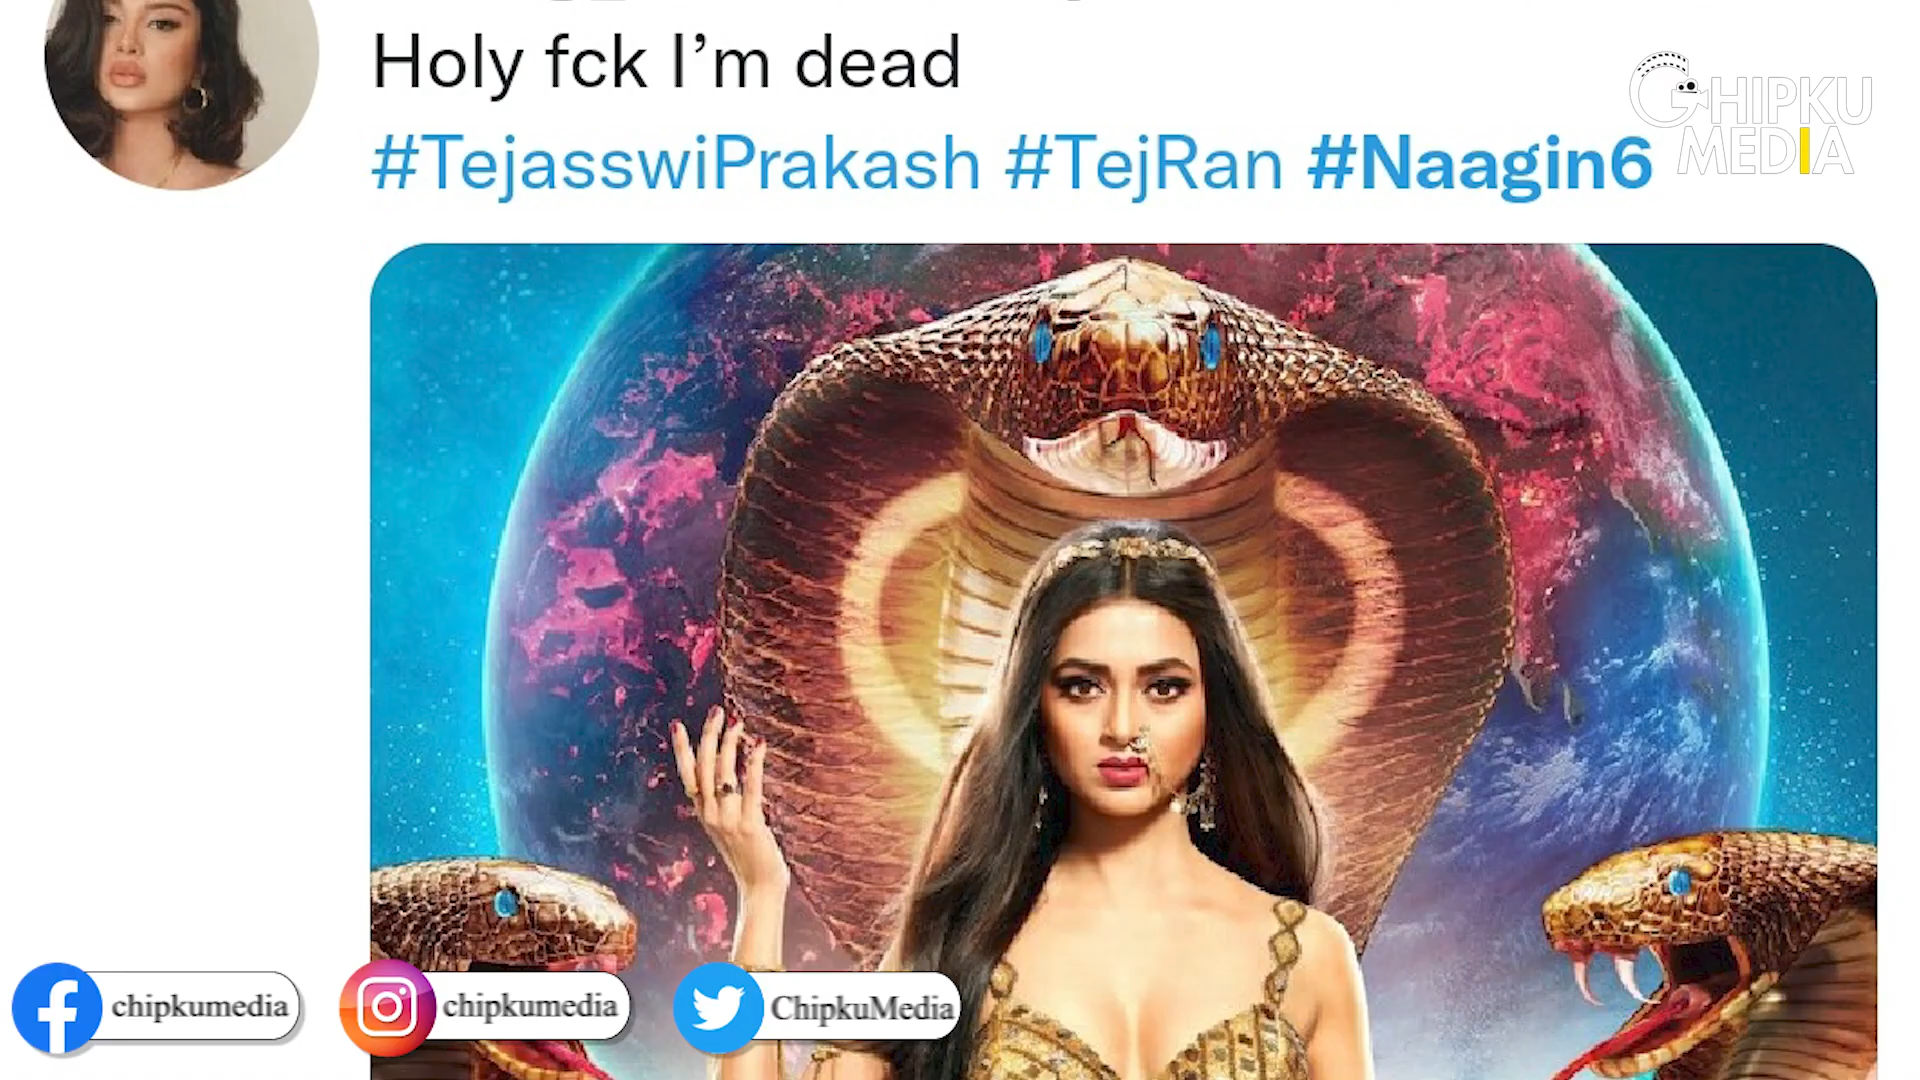 Holy fck I’m dead
#TejasswiPrakash #TejRan #Naagin6
CHIPKU
MEDIA
chipkumedia
chipkumedia
ChipkuMedia